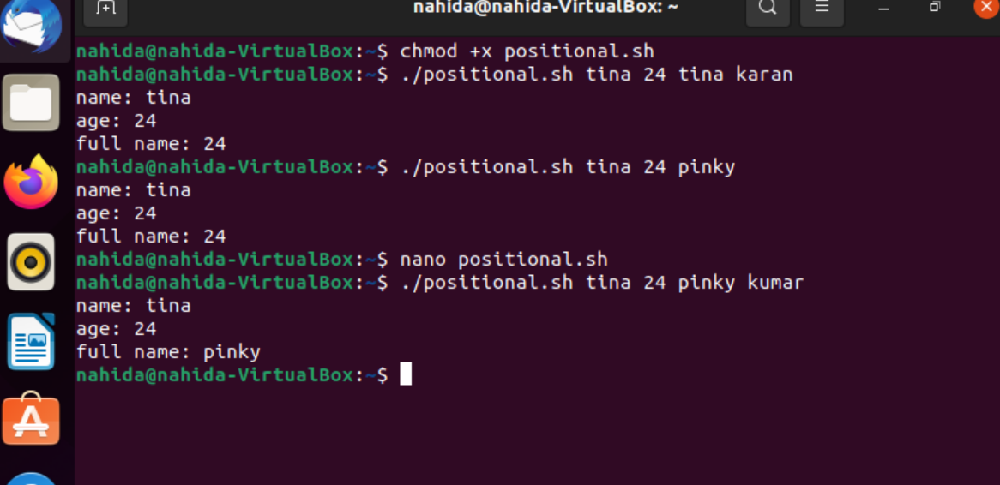 nahida@nahida-VirtualBox: ~
nahida@nahida-VirtualBox:~$ chmod +x positional.sh
nahida@nahida-VirtualBox:~$ ./positional.sh tina 24 tina karan
name: tina
age: 24
full name: 24
nahida@nahida-VirtualBox:~$ ./positional.sh tina 24 pinky
name: tina
age: 24
full name: 24
nahida@nahida-VirtualBox:~$ nano positional.sh
nahida@nahida-VirtualBox:~$ ./positional.sh tina 24 pinky kumar
name: tina
age: 24
full name: pinky
nahida@nahida-VirtualBox:~$